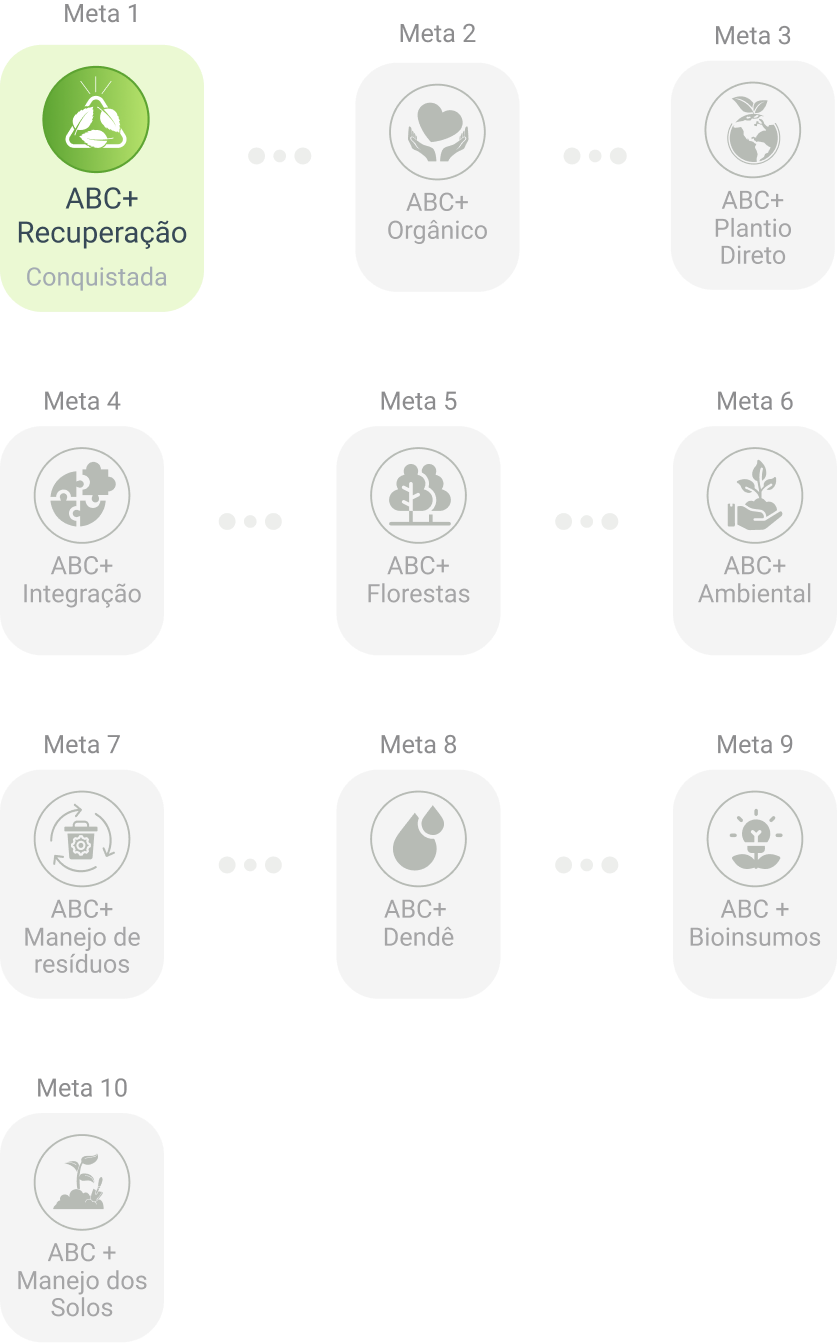 Meta 1
ABC+
Recuperação
Conquistada
Meta 2
ABC+
Orgânico
Meta 3
ABC+
Plantio
Direto
Meta 4
ABC+
Integração
Meta 5
ABC+
Florestas
Meta 6
ABC+
Ambiental
Meta 7
ABC+
Manejo de
resíduos
Meta 8
ABC+
Dendê
Meta 9
ABC +
Bioinsumos
Meta 10
ABC +
Manejo dos
Solos